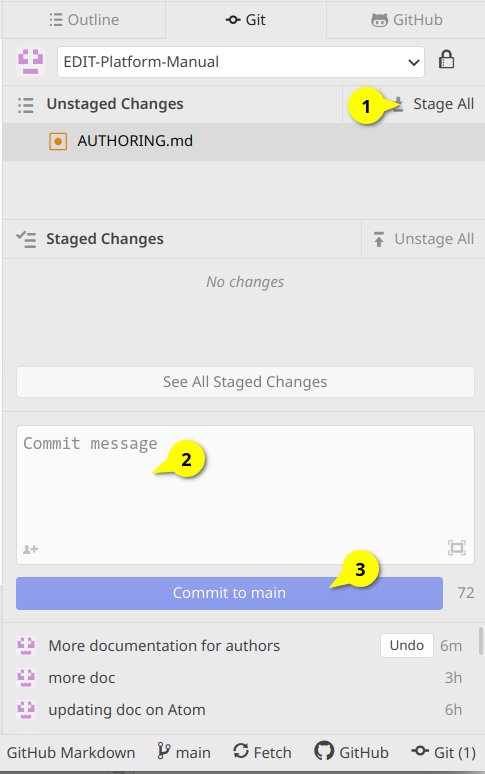 Outline Git GitHub
EDIT-Platform-Manual
Unstaged Changes 1 Stage All
AUTHORING.md
Staged Changes Unstage All
No changes
See All Staged Changes
Commit message
2
3
Commit to main 72
More documentation for authors Undo 6m
more doc 3h
updating doc on Atom 6h
GitHub Markdown main Fetch GitHub Git (1)